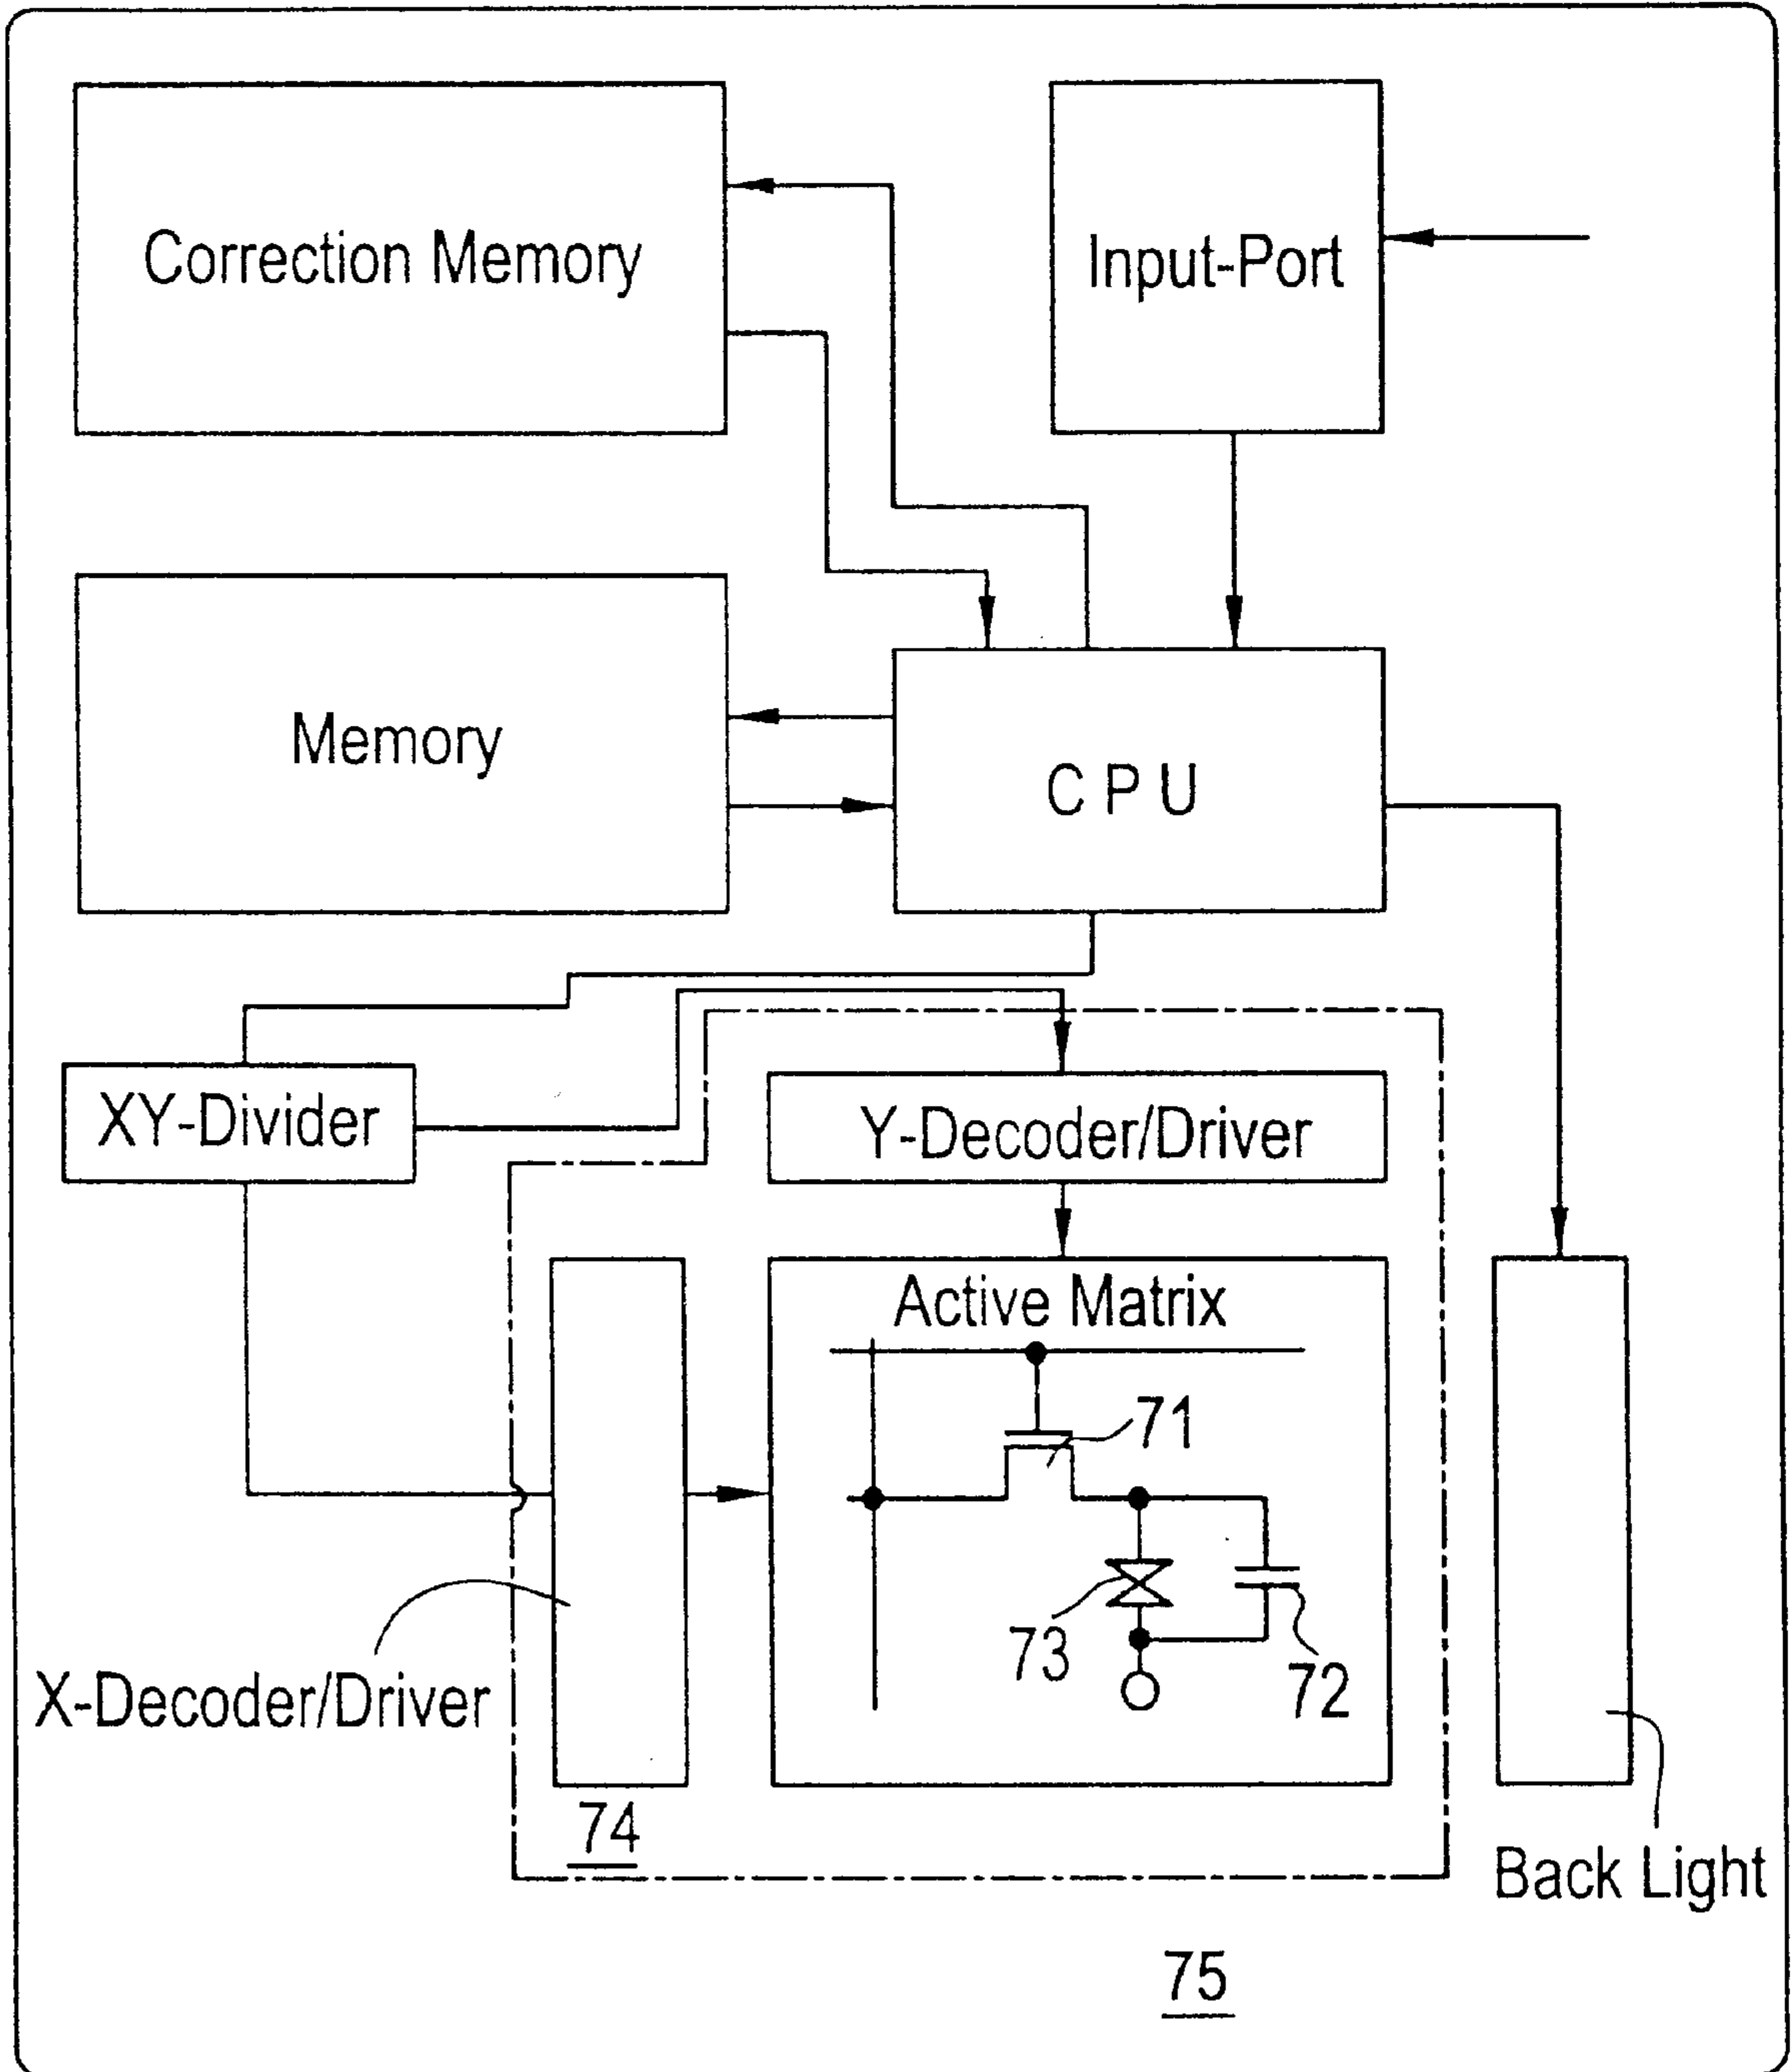 Correction Memory
Input-Port
Memory
C P U
XY-Divider
Y-Decoder/Driver
Active Matrix
71
73
72
X-Decoder/Driver
74
Back Light
75